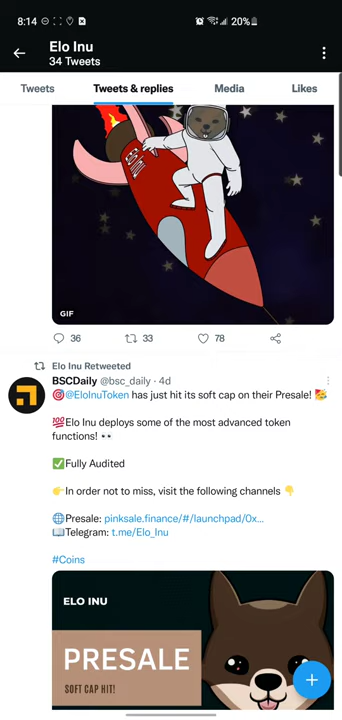 8:14
20%
Elo Inu
34 Tweets
Tweets
Tweets & replies
Media
Likes
GIF
36
33
78
Elo Inu Retweeted
BSCDaily @bsc_daily · 4d
🎯@EloInuToken has just hit its soft cap on their Presale! 🥳
💯Elo Inu deploys some of the most advanced token
functions! 👀
✅Fully Audited
👉In order not to miss, visit the following channels 👇
🌐Presale: pinksale.finance/#/launchpad/0x...
📖Telegram: t.me/Elo_Inu
#Coins
ELO INU
PRESALE
SOFT CAP HIT!